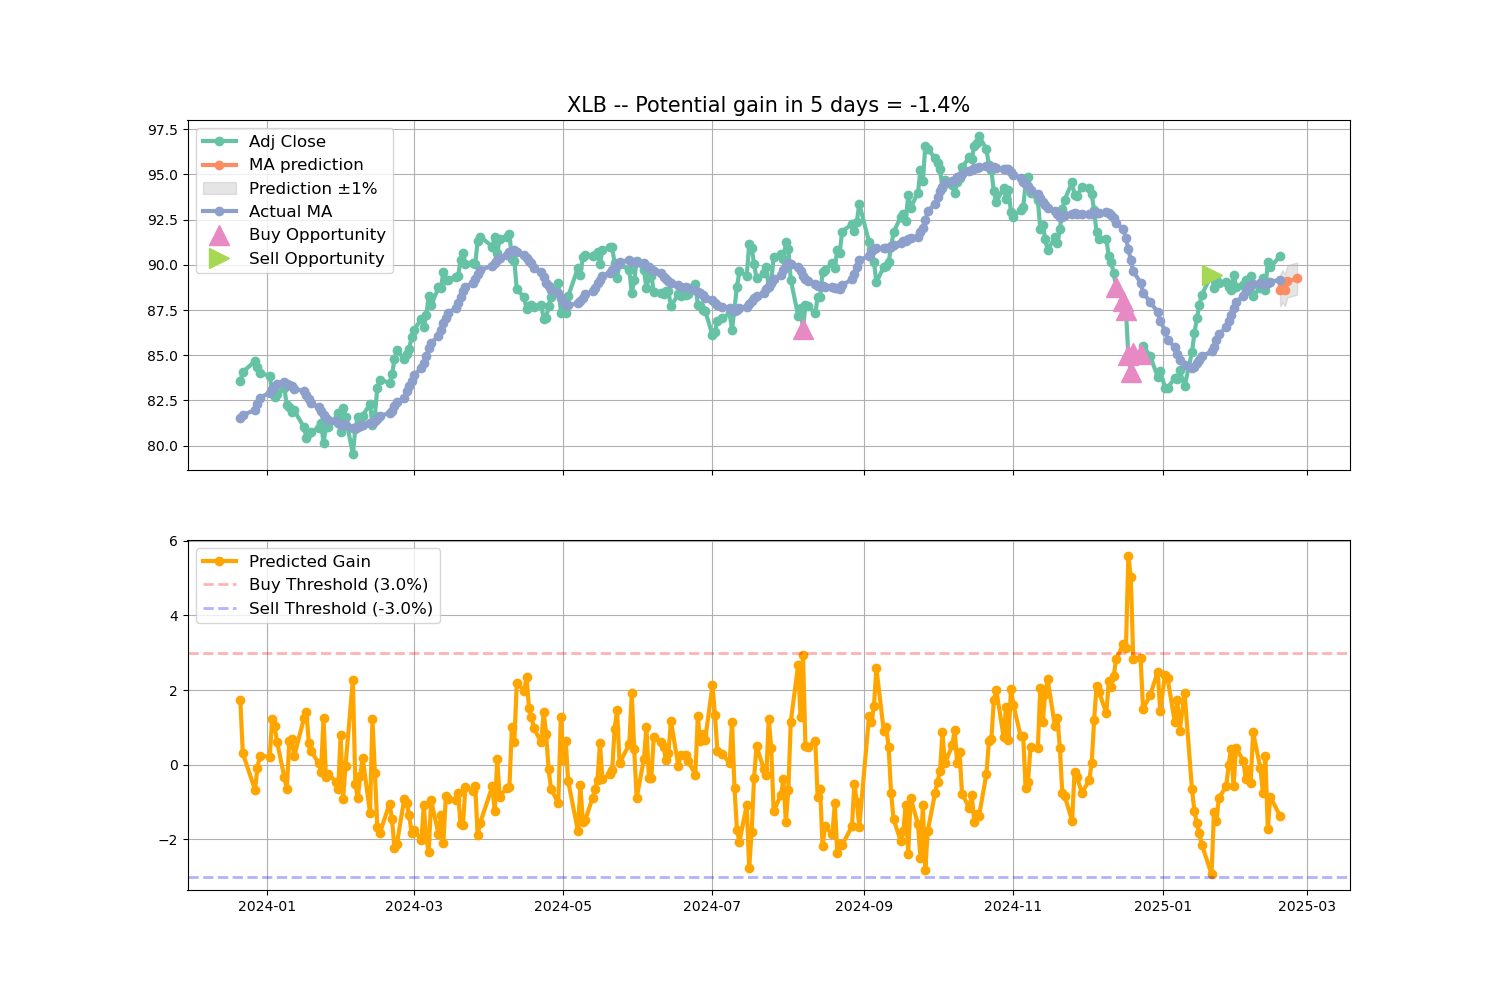 XLB -- Potential gain in 5 days = -1.4%
97.5
95.0
92.5
90.0
87.5
85.0
82.5
80.0
Adj Close
MA prediction
Prediction ±1%
Actual MA
Buy Opportunity
Sell Opportunity
6
4
2
0
−2
Predicted Gain
Buy Threshold (3.0%)
Sell Threshold (-3.0%)
2024-01 2024-03 2024-05 2024-07 2024-09 2024-11 2025-01 2025-03